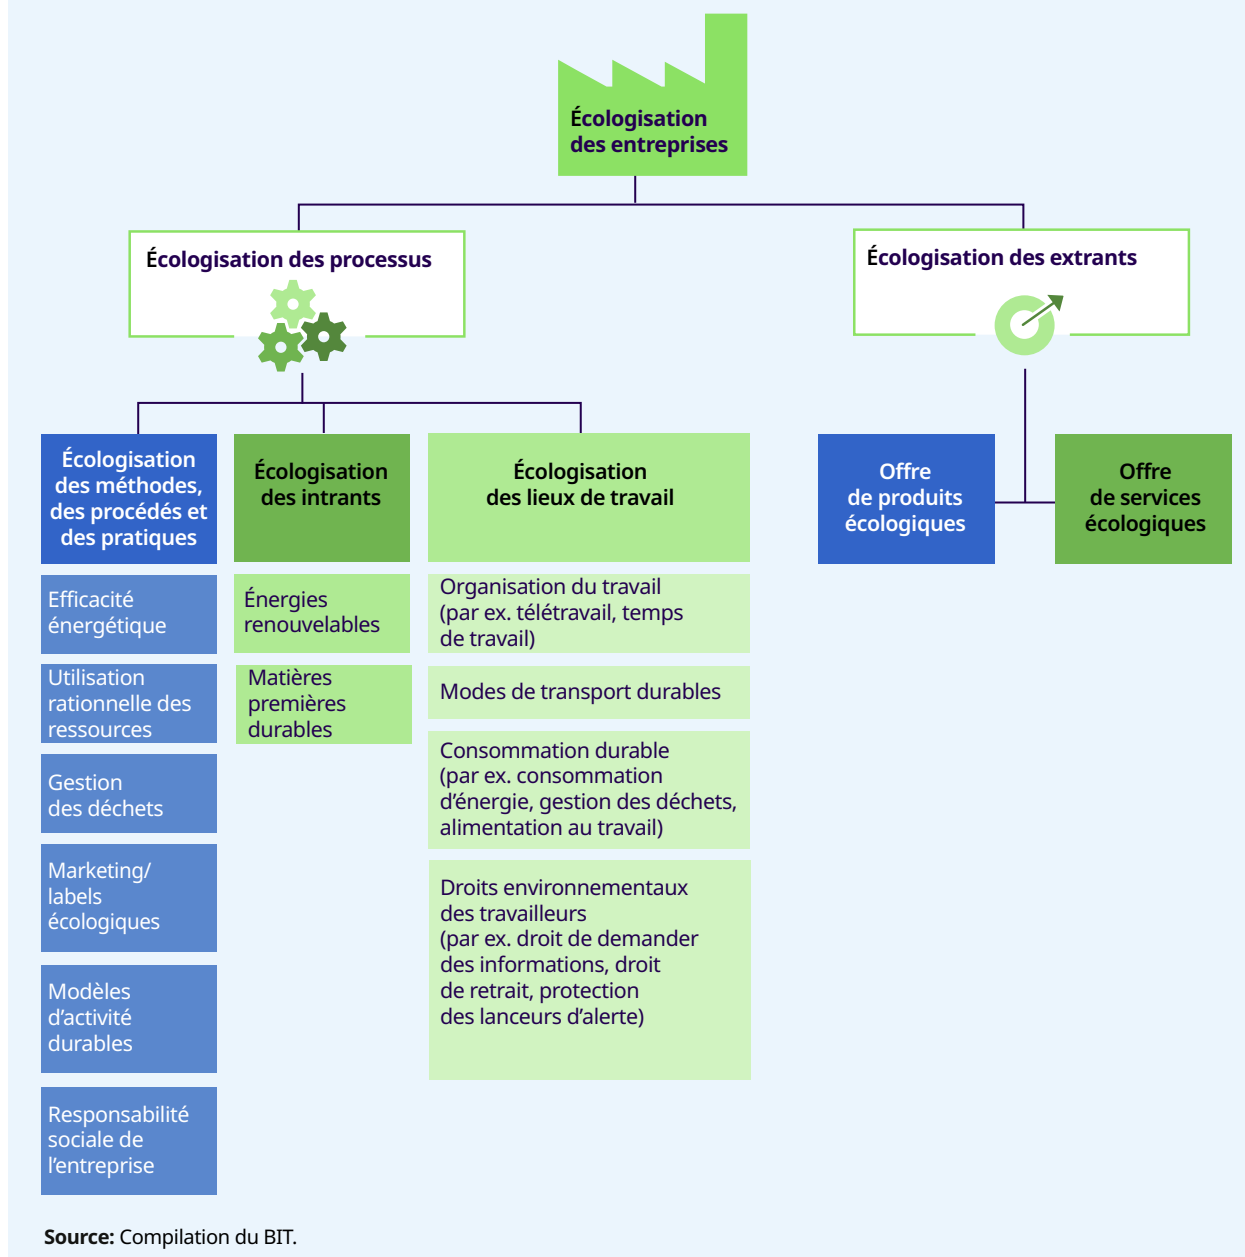 Écologisation
des entreprises
Écologisation des processus
Écologisation des extrants
Écologisation
des méthodes,
des procédés et
des pratiques
Efficacité
énergétique
Utilisation
rationnelle des
ressources
Gestion
des déchets
Marketing/
labels
écologiques
Modèles
d’activité
durables
Responsabilité
sociale de
l’entreprise
Écologisation
des intrants
Énergies
renouvelables
Matières
premières
durables
Écologisation
des lieux de travail
Organisation du travail
(par ex. télétravail, temps
de travail)
Modes de transport durables
Consommation durable
(par ex. consommation
d’énergie, gestion des déchets,
alimentation au travail)
Droits environnementaux
des travailleurs
(par ex. droit de demander
des informations, droit
de retrait, protection
des lanceurs d’alerte)
Offre
de produits
écologiques
Offre
de services
écologiques
Source: Compilation du BIT.